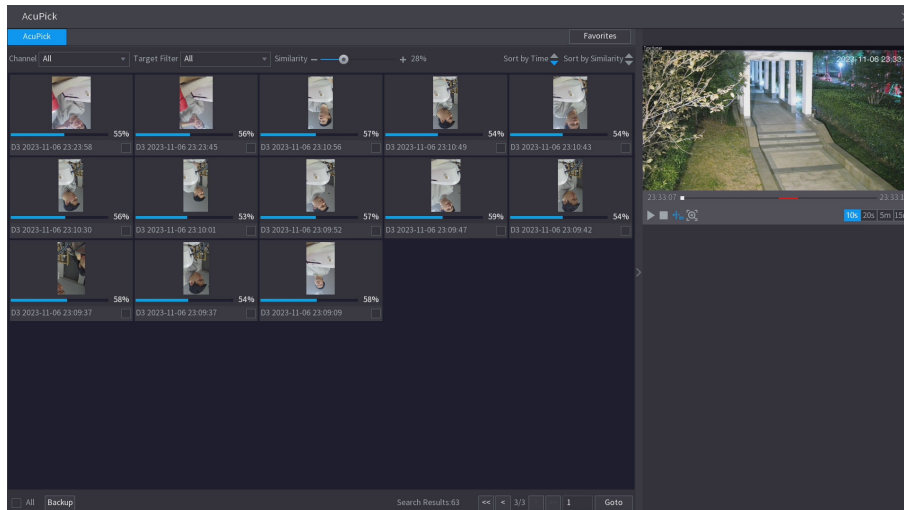 AcuPick
AcuPick
Favorites
Channel All Target Filter All Similarity 28% Sort by Time Sort by Similarity
2023-11-06 23:33:
55% 56% 57% 54% 54%
D3 2023-11-06 23:23:58 D3 2023-11-06 23:23:45 D3 2023-11-06 23:10:56 D3 2023-11-06 23:10:49 D3 2023-11-06 23:10:43
56% 53% 57% 59% 54%
D3 2023-11-06 23:10:30 D3 2023-11-06 23:10:01 D3 2023-11-06 23:09:52 D3 2023-11-06 23:09:47 D3 2023-11-06 23:09:42
58% 54% 58%
D3 2023-11-06 23:09:37 D3 2023-11-06 23:09:37 D3 2023-11-06 23:09:09
23:33:07 23:33:1
10s 20s 5m 15
All Backup Search Results:63 << < 3/3 1 Goto